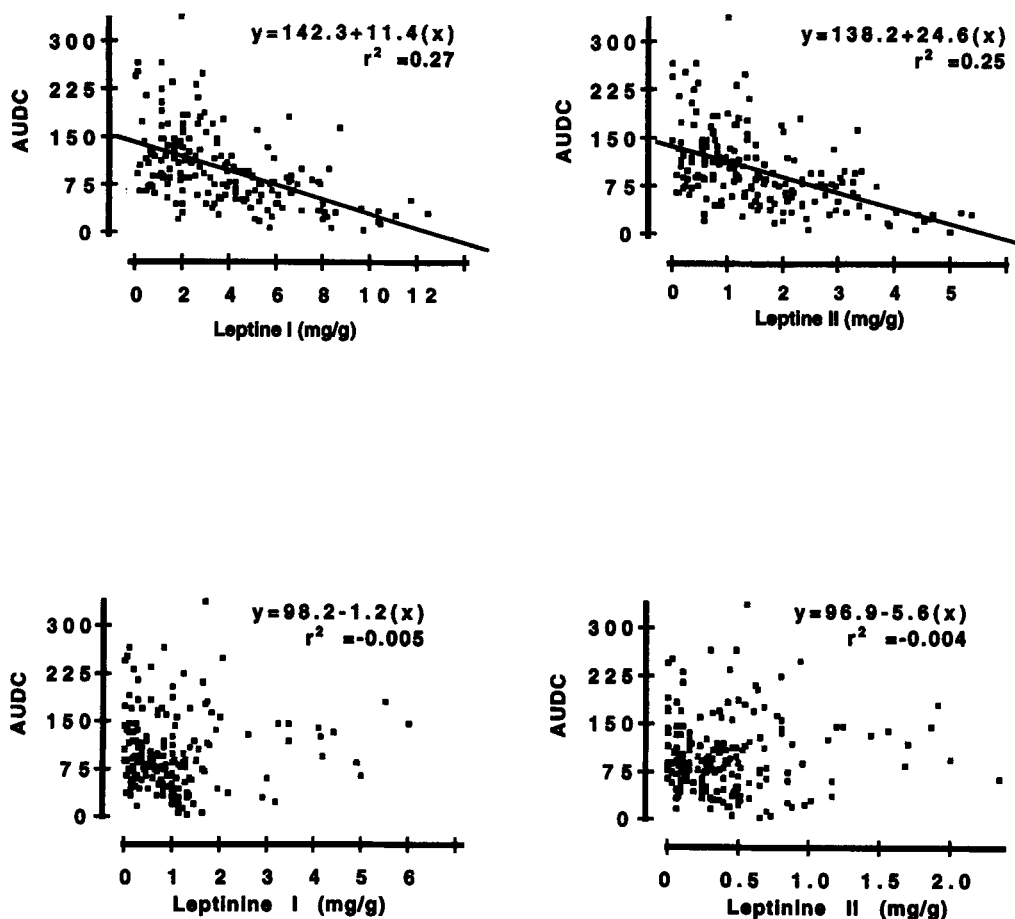 y=142.3+11.4(x)
r² =0.27
300
225
150
75
0
AUDC
0 2 4 6 8 10 12
Leptine I (mg/g)
y=138.2+24.6(x)
r² =0.25
300
225
150
75
0
AUDC
0 1 2 3 4 5
Leptine II (mg/g)
y=98.2-1.2(x)
r² =-0.005
300
225
150
75
0
AUDC
0 1 2 3 4 5 6
Leptinine I (mg/g)
y=96.9-5.6(x)
r² =-0.004
300
225
150
75
0
AUDC
0 0.5 1.0 1.5 2.0
Leptinine II (mg/g)